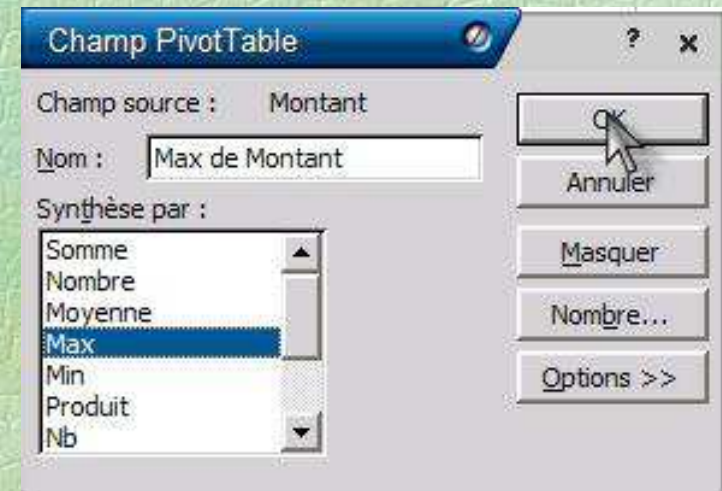 Champ PivotTable ? x
Champ source : Montant
Nom : Max de Montant
Synthèse par :
Somme
Nombre
Moyenne
Max
Min
Produit
Nb
OK
Annuler
Masquer
Nombre...
Options >>